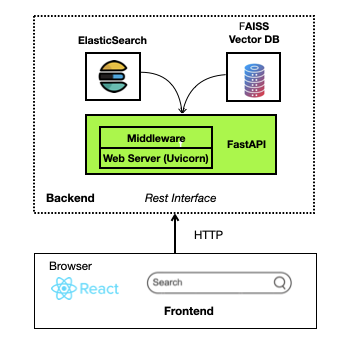 ElasticSearch
FAISS
Vector DB
Middleware
Web Server (Uvicorn)
FastAPI
Backend
Rest Interface
HTTP
Browser
React
Search
Frontend